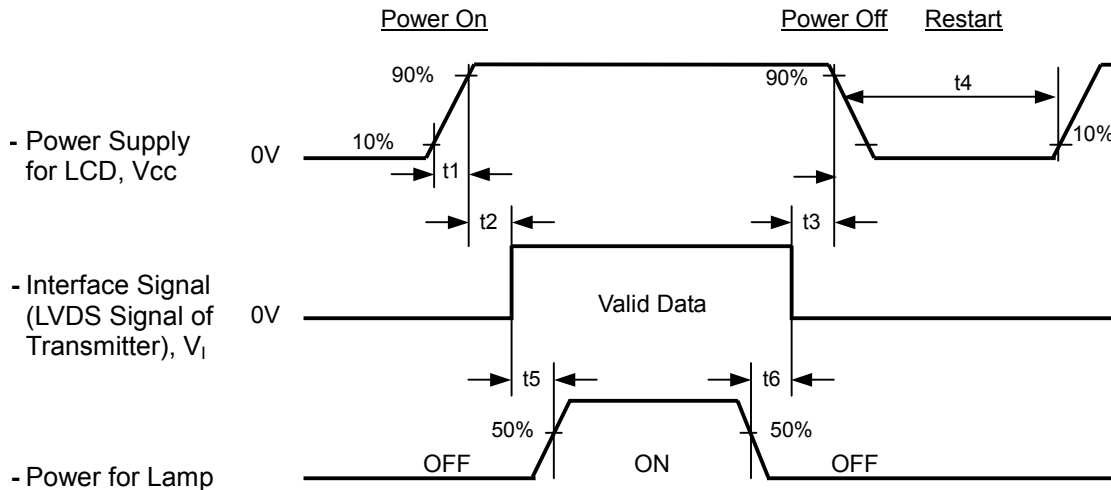 Power On
Power Off
Restart
90%
90%
t4
- Power Supply
for LCD, Vcc
0V
10%
10%
t1
t2
t3
- Interface Signal
(LVDS Signal of
Transmitter), VI
0V
Valid Data
t5
t6
50%
50%
- Power for Lamp
OFF
ON
OFF